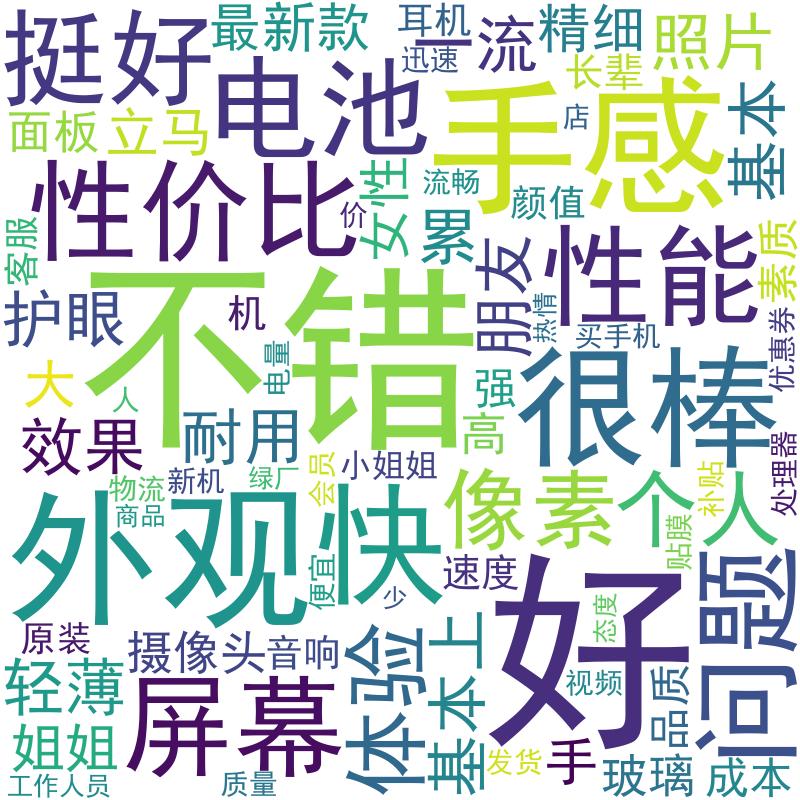 挺好
最新款
耳机
一流
精细
照片
迅速
长辈
电池
手感
店
基本
面板
立马
性价比
价
女性
流畅
颜值
累
客服
朋友
性能
素质
护眼
机
不错
热情
买手机
优惠券
大
人
电量
强
很棒
效果
耐用
高
小姐姐
会员
物流
新机
绿厂
商品
像素
个人
补贴
处理器
贴膜
外观
快
便宜
少
速度
好
问题
态度
原装
摄像头
音响
体验
基本上
视频
品质
轻薄
屏幕
姐姐
发货
手
玻璃
成本
工作人员
质量